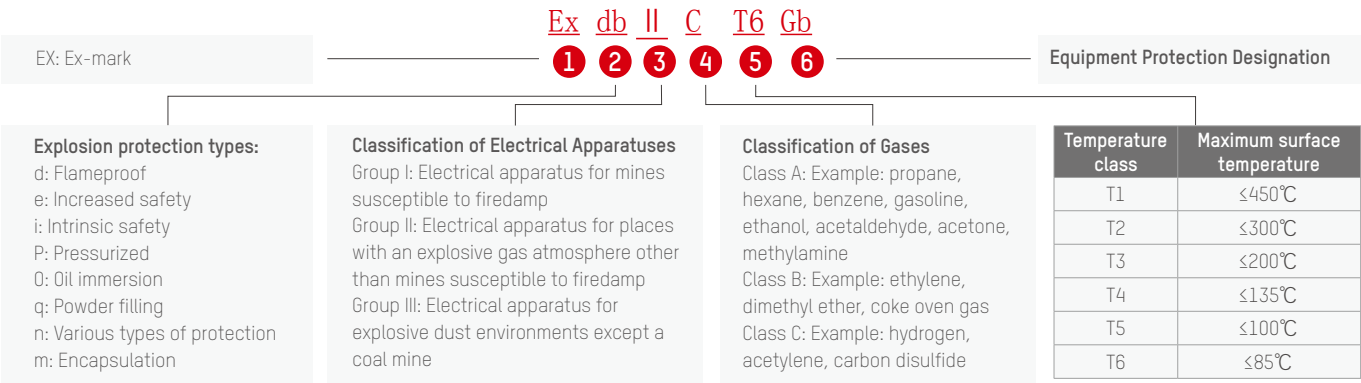 Ex db II C T6 Gb
1 2 3 4 5 6
EX: Ex-mark
Equipment Protection Designation
Explosion protection types:
d: Flameproof
e: Increased safety
i: Intrinsic safety
P: Pressurized
O: Oil immersion
q: Powder filling
n: Various types of protection
m: Encapsulation
Classification of Electrical Apparatuses
Group I: Electrical apparatus for mines
susceptible to firedamp
Group II: Electrical apparatus for places
with an explosive gas atmosphere other
than mines susceptible to firedamp
Group III: Electrical apparatus for
explosive dust environments except a
coal mine
Classification of Gases
Class A: Example: propane,
hexane, benzene, gasoline,
ethanol, acetaldehyde, acetone,
methylamine
Class B: Example: ethylene,
dimethyl ether, coke oven gas
Class C: Example: hydrogen,
acetylene, carbon disulfide
Temperature class Maximum surface temperature
T1 ≤450℃
T2 ≤300℃
T3 ≤200℃
T4 ≤135℃
T5 ≤100℃
T6 ≤85℃